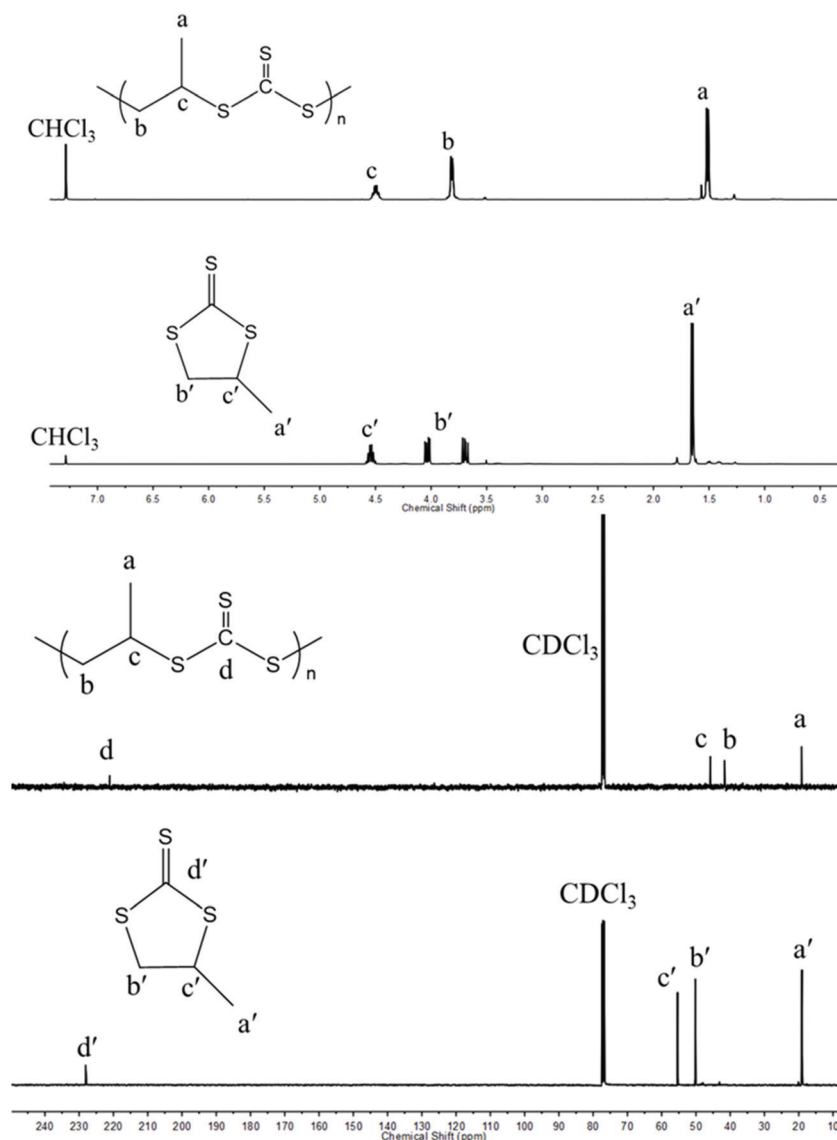 a
S
c
S
S
n
b
CHCl3
c
b
a
S
S
S
b′
c′
a′
a′
CHCl3
c′
b′
7.0 6.5 6.0 5.5 5.0 4.5 4.0 3.5 3.0 2.5 2.0 1.5 1.0 0.5
Chemical Shift (ppm)
a
S
c
S
d
S
n
b
CDCl3
d
c
b
a
S
d′
S
S
b′
c′
a′
CDCl3
d′
c′
b′
a′
240 230 220 210 200 190 180 170 160 150 140 130 120 110 100 90 80 70 60 50 40 30 20 10
Chemical Shift (ppm)